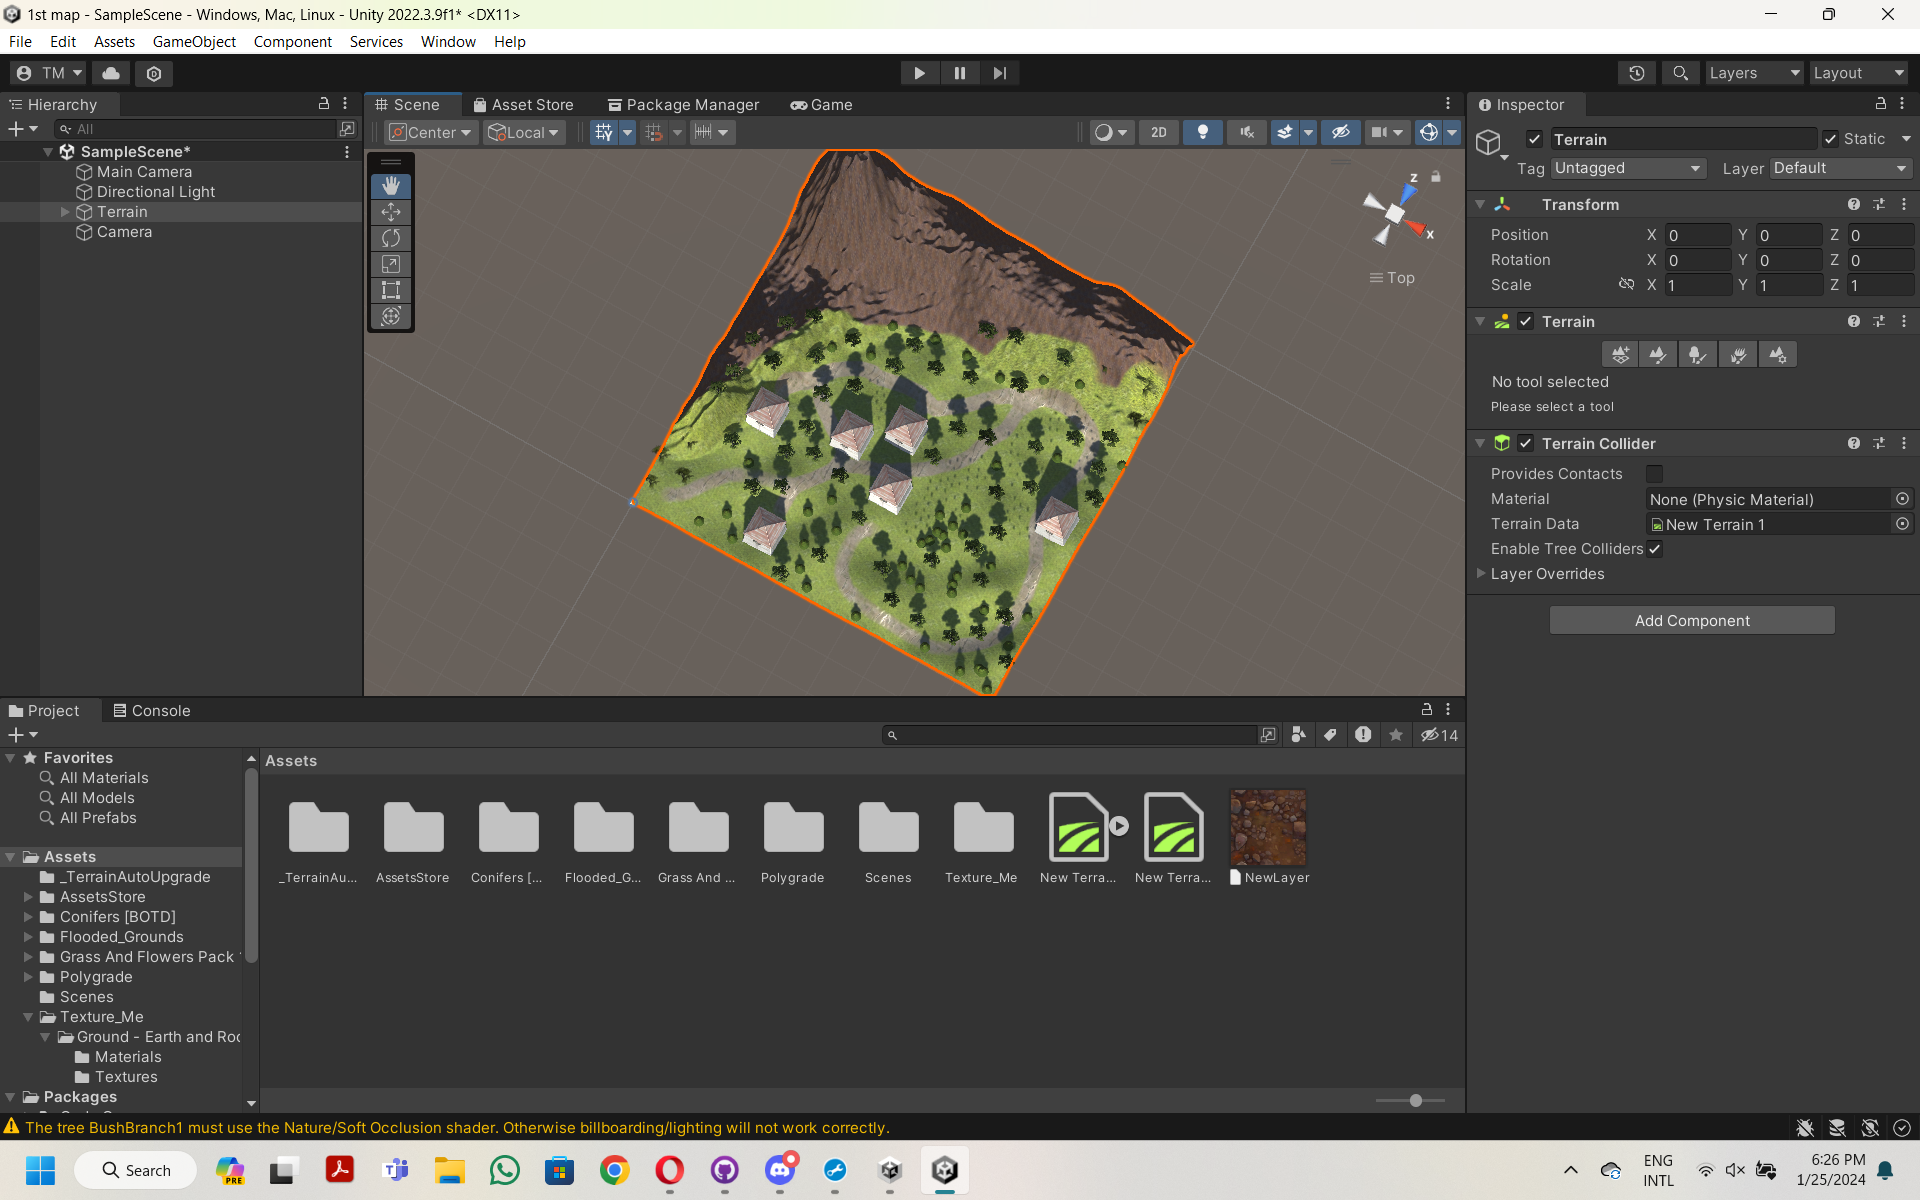 1st map - SampleScene - Windows, Mac, Linux - Unity 2022.3.9f1* <DX11>
File Edit Assets GameObject Component Services Window Help
TM
Layers Layout
Hierarchy
All
SampleScene*
Main Camera
Directional Light
Terrain
Camera
Scene Asset Store Package Manager Game
Center Local 2D
z
x
Top
Inspector
Terrain Static
Tag Untagged Layer Default
Transform
Position X 0 Y 0 Z 0
Rotation X 0 Y 0 Z 0
Scale X 1 Y 1 Z 1
Terrain
No tool selected
Please select a tool
Terrain Collider
Provides Contacts
Material None (Physic Material)
Terrain Data New Terrain 1
Enable Tree Colliders
Layer Overrides
Add Component
Project Console
14
Favorites
All Materials
All Models
All Prefabs
Assets
_TerrainAutoUpgrade
AssetsStore
Conifers [BOTD]
Flooded_Grounds
Grass And Flowers Pack
Polygrade
Scenes
Texture_Me
Ground - Earth and Roc
Materials
Textures
Packages
Assets
_TerrainAu... AssetsStore Conifers [... Flooded_G... Grass And ... Polygrade Scenes Texture_Me New Terra... New Terra... NewLayer
The tree BushBranch1 must use the Nature/Soft Occlusion shader. Otherwise billboarding/lighting will not work correctly.
Search
PRE
ENG
INTL
6:26 PM
1/25/2024